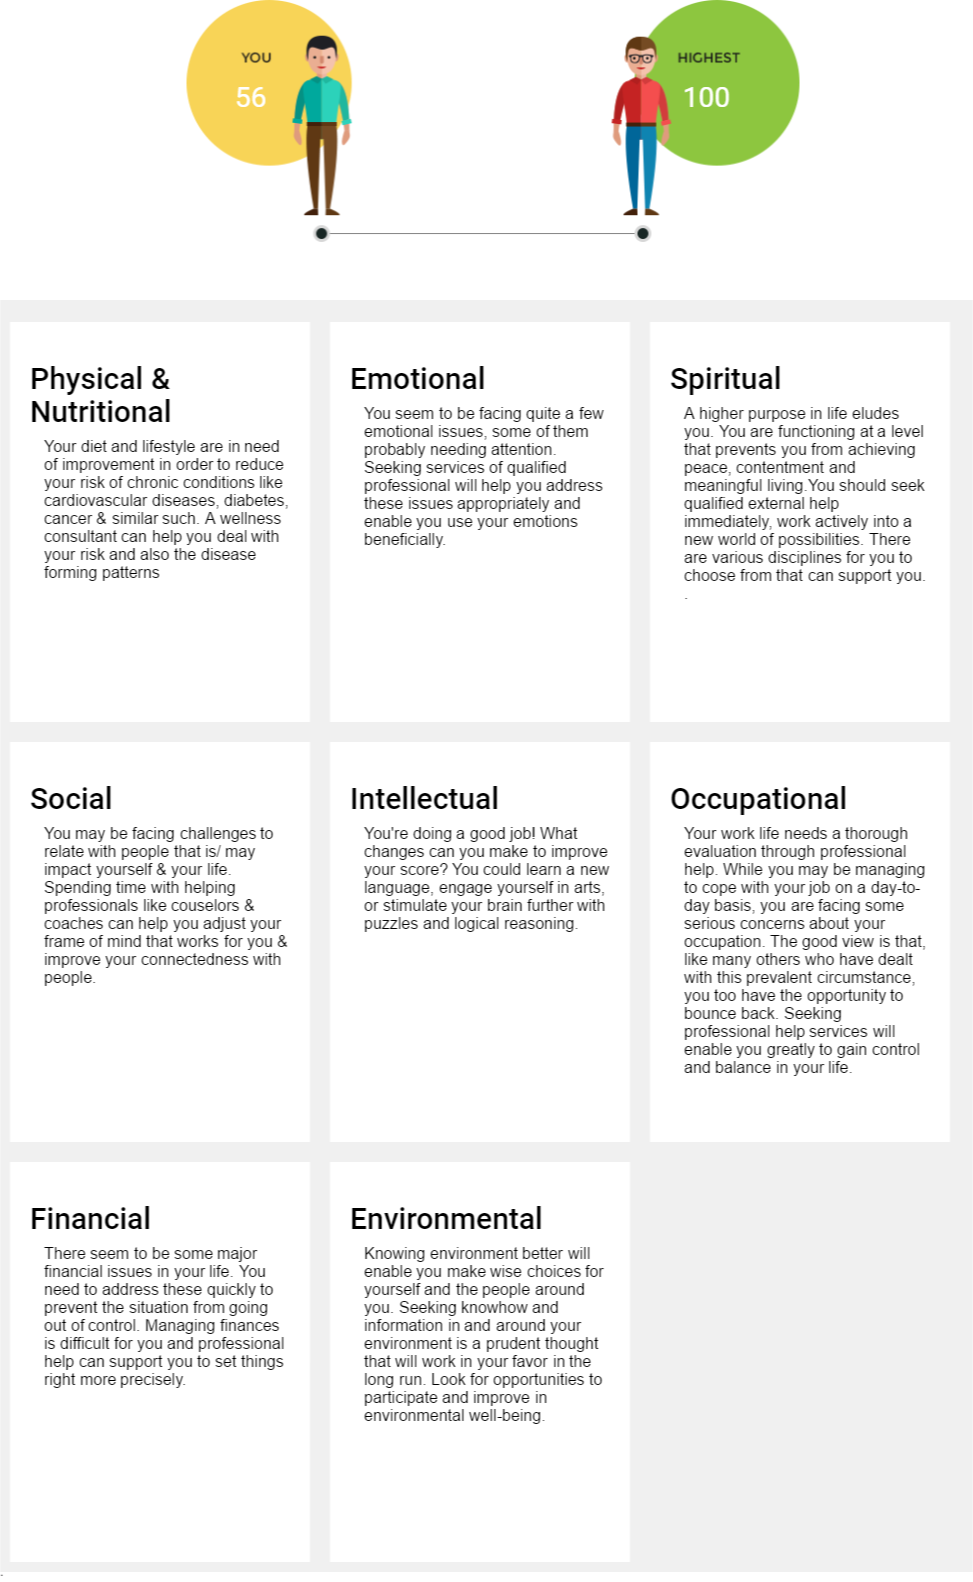 YOU
56
HIGHEST
100
Physical &
Nutritional
Your diet and lifestyle are in need
of improvement in order to reduce
your risk of chronic conditions like
cardiovascular diseases, diabetes,
cancer & similar such. A wellness
consultant can help you deal with
your risk and also the disease
forming patterns
Emotional
You seem to be facing quite a few
emotional issues, some of them
probably needing attention.
Seeking services of qualified
professional will help you address
these issues appropriately and
enable you use your emotions
beneficially.
Spiritual
A higher purpose in life eludes
you. You are functioning at a level
that prevents you from achieving
peace, contentment and
meaningful living.You should seek
qualified external help
immediately, work actively into a
new world of possibilities. There
are various disciplines for you to
choose from that can support you.
.
Social
You may be facing challenges to
relate with people that is/ may
impact yourself & your life.
Spending time with helping
professionals like couselors &
coaches can help you adjust your
frame of mind that works for you &
improve your connectedness with
people.
Intellectual
You're doing a good job! What
changes can you make to improve
your score? You could learn a new
language, engage yourself in arts,
or stimulate your brain further with
puzzles and logical reasoning.
Occupational
Your work life needs a thorough
evaluation through professional
help. While you may be managing
to cope with your job on a day-to-
day basis, you are facing some
serious concerns about your
occupation. The good view is that,
like many others who have dealt
with this prevalent circumstance,
you too have the opportunity to
bounce back. Seeking
professional help services will
enable you greatly to gain control
and balance in your life.
Financial
There seem to be some major
financial issues in your life. You
need to address these quickly to
prevent the situation from going
out of control. Managing finances
is difficult for you and professional
help can support you to set things
right more precisely.
Environmental
Knowing environment better will
enable you make wise choices for
yourself and the people around
you. Seeking knowhow and
information in and around your
environment is a prudent thought
that will work in your favor in the
long run. Look for opportunities to
participate and improve in
environmental well-being.